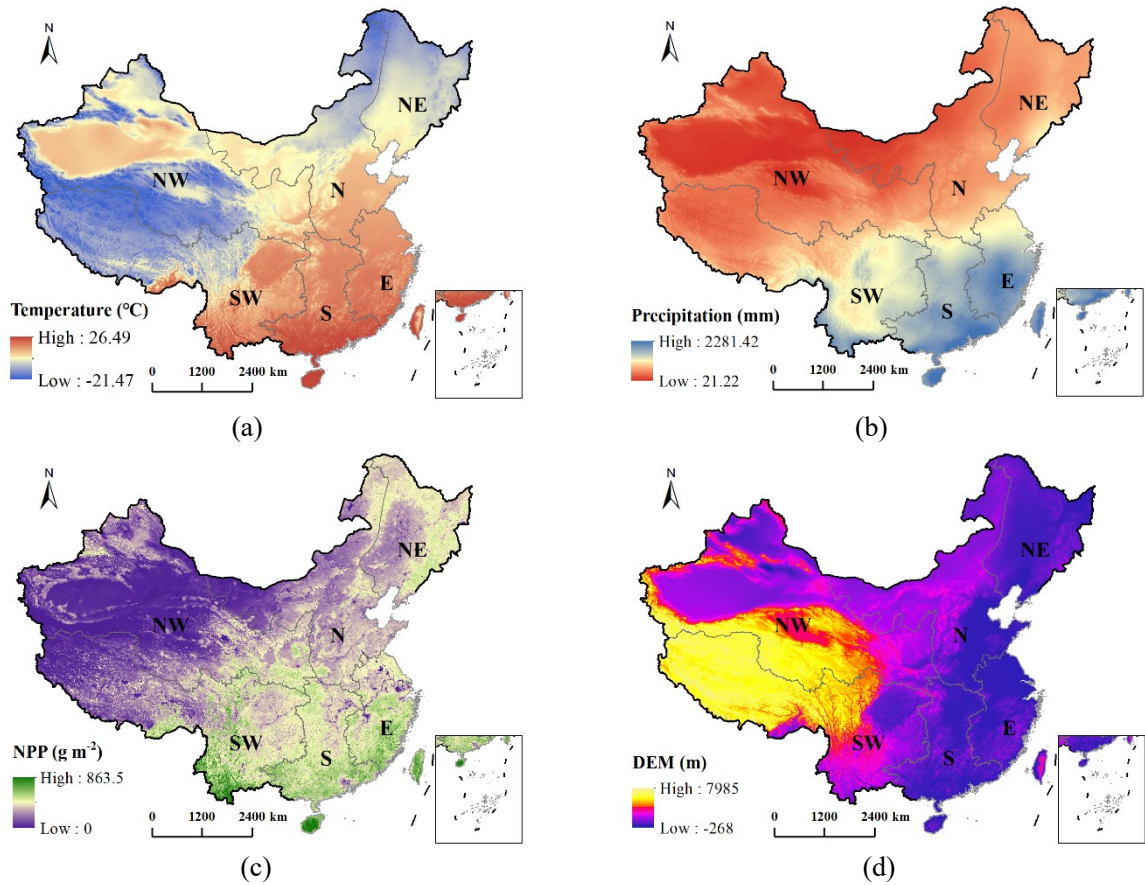 N
NE
NW
N
SW
S
E
Temperature (°C)
High : 26.49
Low : -21.47
0 1200 2400 km
(a)
N
NE
NW
N
SW
S
E
Precipitation (mm)
High : 2281.42
Low : 21.22
0 1200 2400 km
(b)
N
NE
NW
N
SW
S
E
NPP (g m⁻²)
High : 863.5
Low : 0
0 1200 2400 km
(c)
N
NE
NW
N
SW
S
E
DEM (m)
High : 7985
Low : -268
0 1200 2400 km
(d)